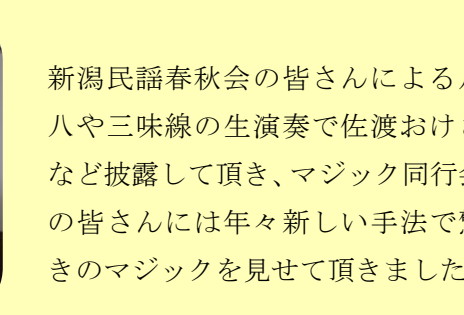 新潟民謡春秋会の皆さんによる
八や三味線の生演奏で佐渡おけ
など披露して頂き、マジック同行
の皆さんには年々新しい手法で
きのマジックを見せて頂きました